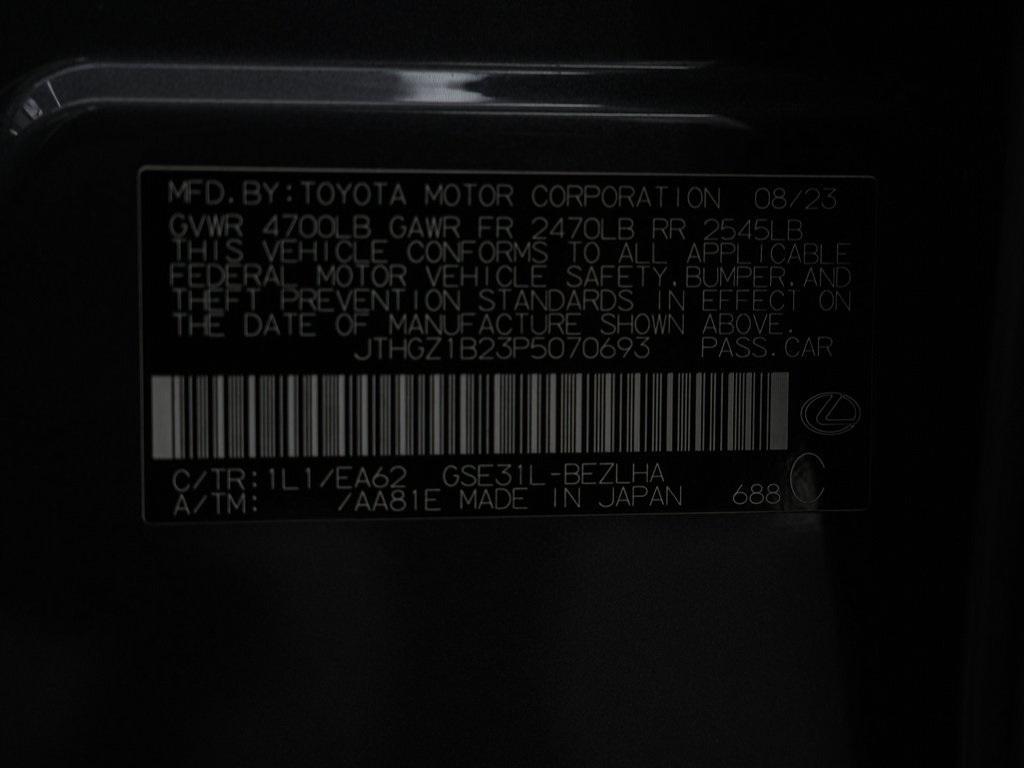 MFD. BY: TOYOTA MOTOR CORPORATION 08/23
GVWR 4700LB GAWR FR 2470LB RR 2545LB
THIS VEHICLE CONFORMS TO ALL APPLICABLE
FEDERAL MOTOR VEHICLE SAFETY, BUMPER, AND
THEFT PREVENTION STANDARDS IN EFFECT ON
THE DATE OF MANUFACTURE SHOWN ABOVE.
JTHGZ1B23P5070693 PASS. CAR
C/TR: 1L1/EA62 GSE31L-BEZLHA
A/TM: /AA81E MADE IN JAPAN 688 C